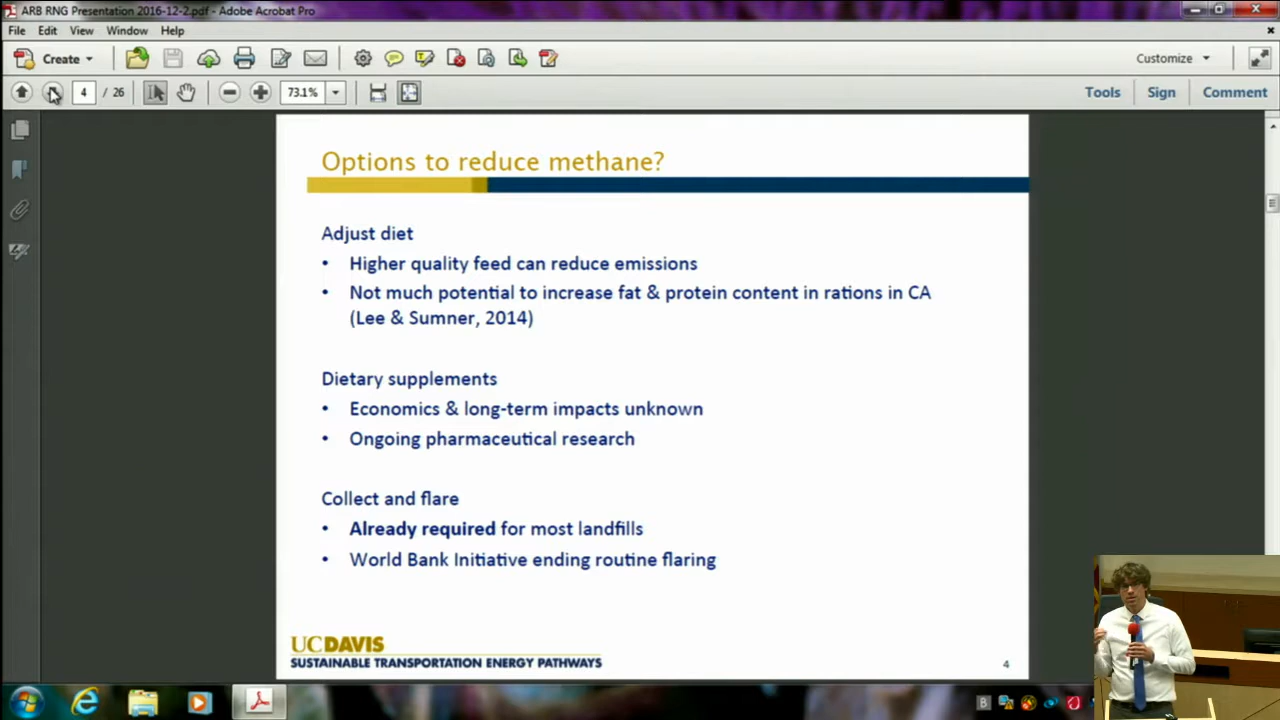 ARB RNG Presentation 2016-12-2.pdf - Adobe Acrobat Pro
File Edit View Window Help
Create Customize
4 / 26 73.1% Tools Sign Comment
Options to reduce methane?
Adjust diet
• Higher quality feed can reduce emissions
• Not much potential to increase fat & protein content in rations in CA
(Lee & Sumner, 2014)
Dietary supplements
• Economics & long-term impacts unknown
• Ongoing pharmaceutical research
Collect and flare
• Already required for most landfills
• World Bank Initiative ending routine flaring
UCDAVIS
SUSTAINABLE TRANSPORTATION ENERGY PATHWAYS
4